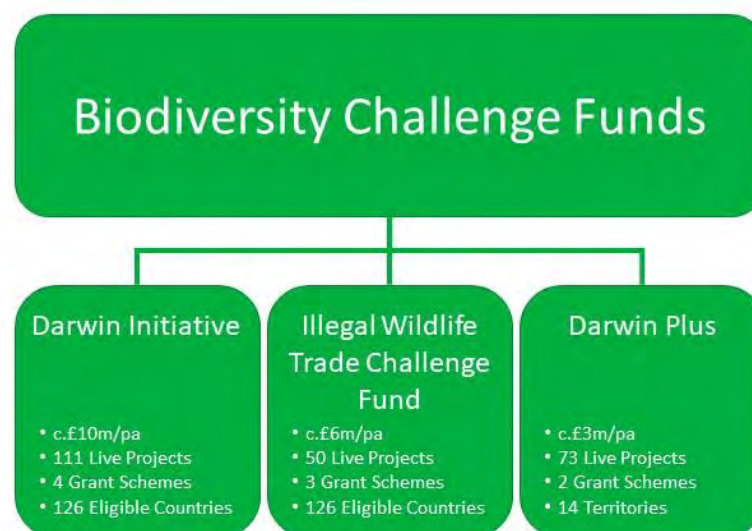 Biodiversity Challenge Funds
Darwin Initiative
• c.£10m/pa
• 111 Live Projects
• 4 Grant Schemes
• 126 Eligible Countries
Illegal Wildlife
Trade Challenge
Fund
• c.£6m/pa
• 50 Live Projects
• 3 Grant Schemes
• 126 Eligible Countries
Darwin Plus
• c.£3m/pa
• 73 Live Projects
• 2 Grant Schemes
• 14 Territories